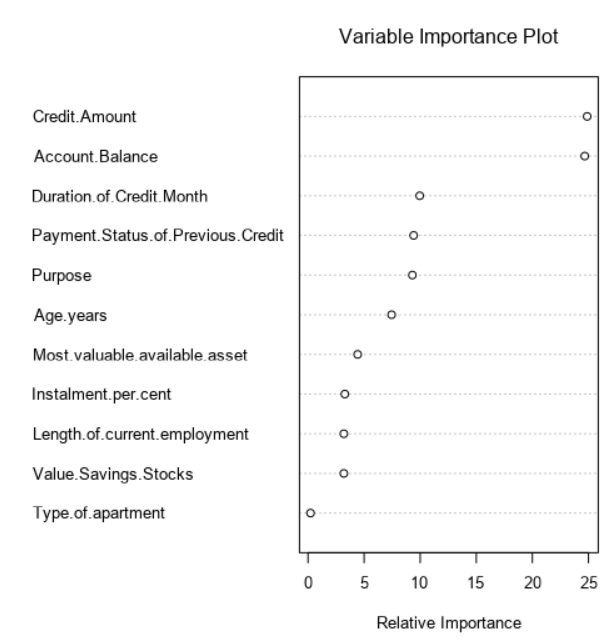 Variable Importance Plot
Credit.Amount
Account.Balance
Duration.of.Credit.Month
Payment.Status.of.Previous.Credit
Purpose
Age.years
Most.valuable.available.asset
Instalment.per.cent
Length.of.current.employment
Value.Savings.Stocks
Type.of.apartment
0 5 10 15 20 25
Relative Importance